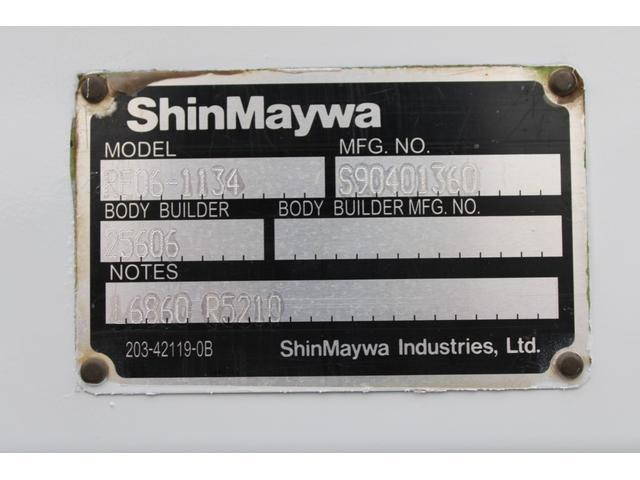 ShinMaywa
MODEL MFG. NO.
RF06-1134 S90401360
BODY BUILDER BODY BUILDER MFG. NO.
25606
NOTES
L6860 R5210
203-42119-0B ShinMaywa Industries, Ltd.